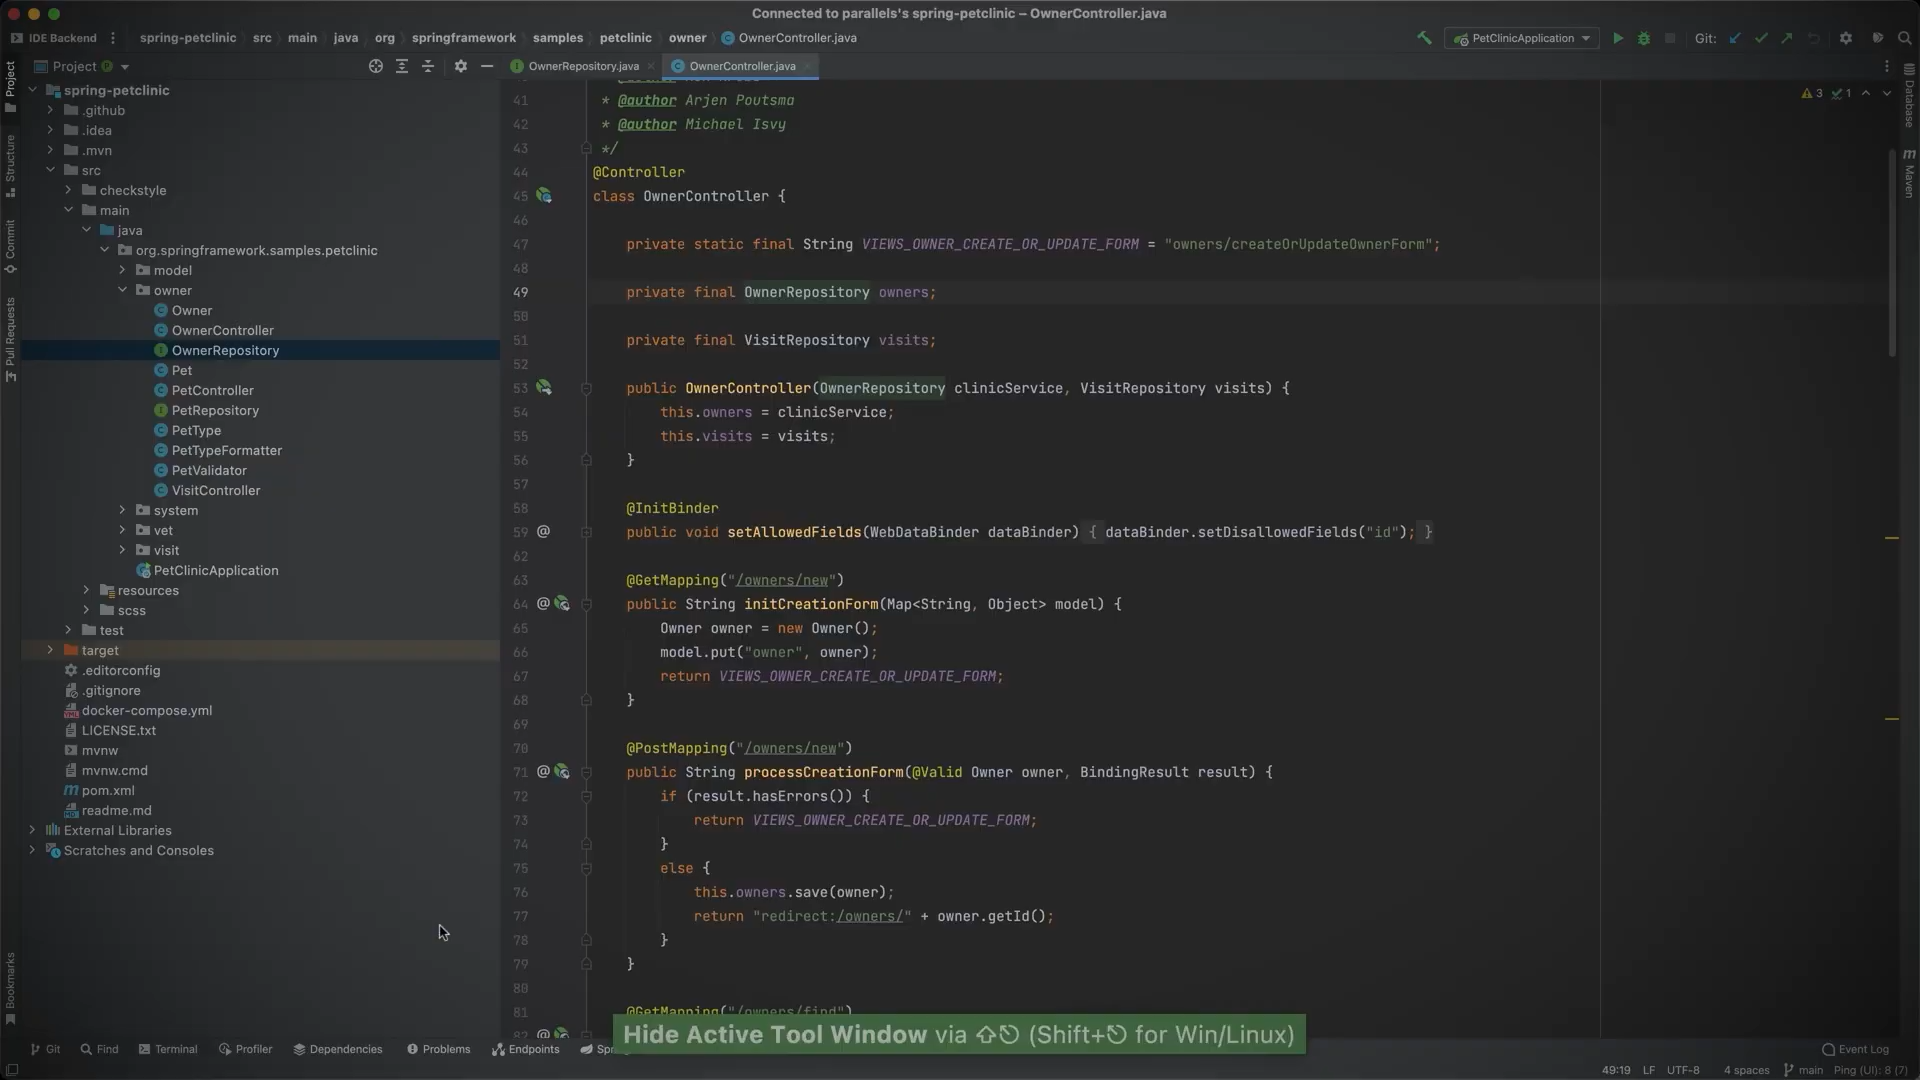 Connected to parallels's spring-petclinic – OwnerController.java
IDE Backend
spring-petclinic src main java org springframework samples petclinic owner OwnerController.java
PetClinicApplication
Git:
Project
OwnerRepository.java
OwnerController.java
Project
Structure
Commit
Pull Requests
Bookmarks
spring-petclinic
.github
.idea
.mvn
src
checkstyle
main
java
org.springframework.samples.petclinic
model
owner
Owner
OwnerController
OwnerRepository
Pet
PetController
PetRepository
PetType
PetTypeFormatter
PetValidator
VisitController
system
vet
visit
PetClinicApplication
resources
scss
test
target
.editorconfig
.gitignore
docker-compose.yml
LICENSE.txt
mvnw
mvnw.cmd
pom.xml
readme.md
External Libraries
Scratches and Consoles
41 * @author Arjen Poutsma
42 * @author Michael Isvy
43 */
44 @Controller
45 class OwnerController {
46
47 private static final String VIEWS_OWNER_CREATE_OR_UPDATE_FORM = "owners/createOrUpdateOwnerForm";
48
49 private final OwnerRepository owners;
50
51 private final VisitRepository visits;
52
53 public OwnerController(OwnerRepository clinicService, VisitRepository visits) {
54 this.owners = clinicService;
55 this.visits = visits;
56 }
57
58 @InitBinder
59 public void setAllowedFields(WebDataBinder dataBinder) { dataBinder.setDisallowedFields("id"); }
62
63 @GetMapping("/owners/new")
64 public String initCreationForm(Map<String, Object> model) {
65 Owner owner = new Owner();
66 model.put("owner", owner);
67 return VIEWS_OWNER_CREATE_OR_UPDATE_FORM;
68 }
69
70 @PostMapping("/owners/new")
71 public String processCreationForm(@Valid Owner owner, BindingResult result) {
72 if (result.hasErrors()) {
73 return VIEWS_OWNER_CREATE_OR_UPDATE_FORM;
74 }
75 else {
76 this.owners.save(owner);
77 return "redirect:/owners/" + owner.getId();
78 }
79 }
80
81 @GetMapping("/owners/find")
82
3 1
Database
Maven
Hide Active Tool Window via ⇧⎋ (Shift+⎋ for Win/Linux)
Git Find Terminal Profiler Dependencies Problems Endpoints
Event Log
49:19 LF UTF-8 4 spaces main Ping (UI): 8 (7)